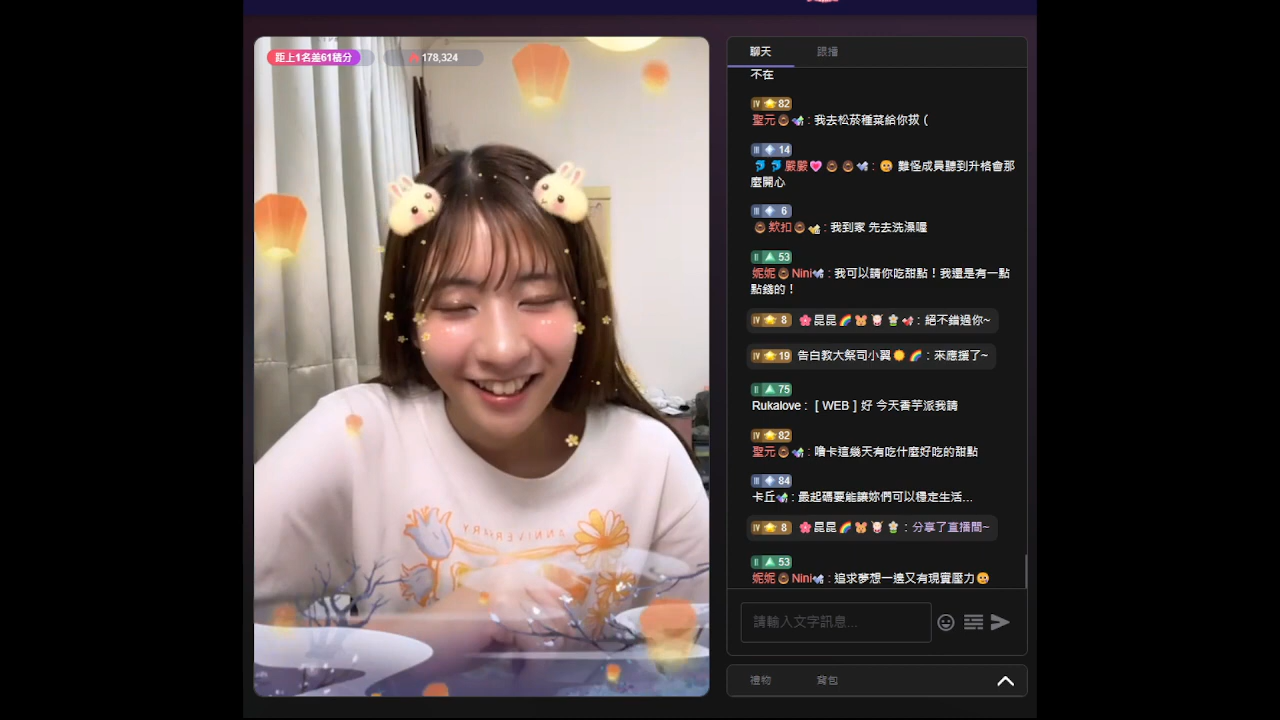 距上1名差61積分
178,324
ANNIVERSARY
聊天 跟播
不在
IV 82
聖元 : 我去松菸種菜給你拔 (
III 14
嚴嚴 : 難怪成員聽到升格會那
麼開心
III 6
欸扣 : 我到家 先去洗澡喔
II 53
妮妮 Nini : 我可以請你吃甜點！我還是有一點
點錢的！
IV 8 昆昆 : 絕不錯過你~
IV 19 告白教大祭司小翼 : 來應援了~
II 75
Rukalove : [ WEB ] 好 今天香芋派我請
IV 82
聖元 : 嚕卡這幾天有吃什麼好吃的甜點
III 84
卡丘 : 最起碼要能讓妳們可以穩定生活...
IV 8 昆昆 : 分享了直播間~
II 53
妮妮 Nini : 追求夢想一達又有現實壓力
請輸入文字訊息...
禮物 背包